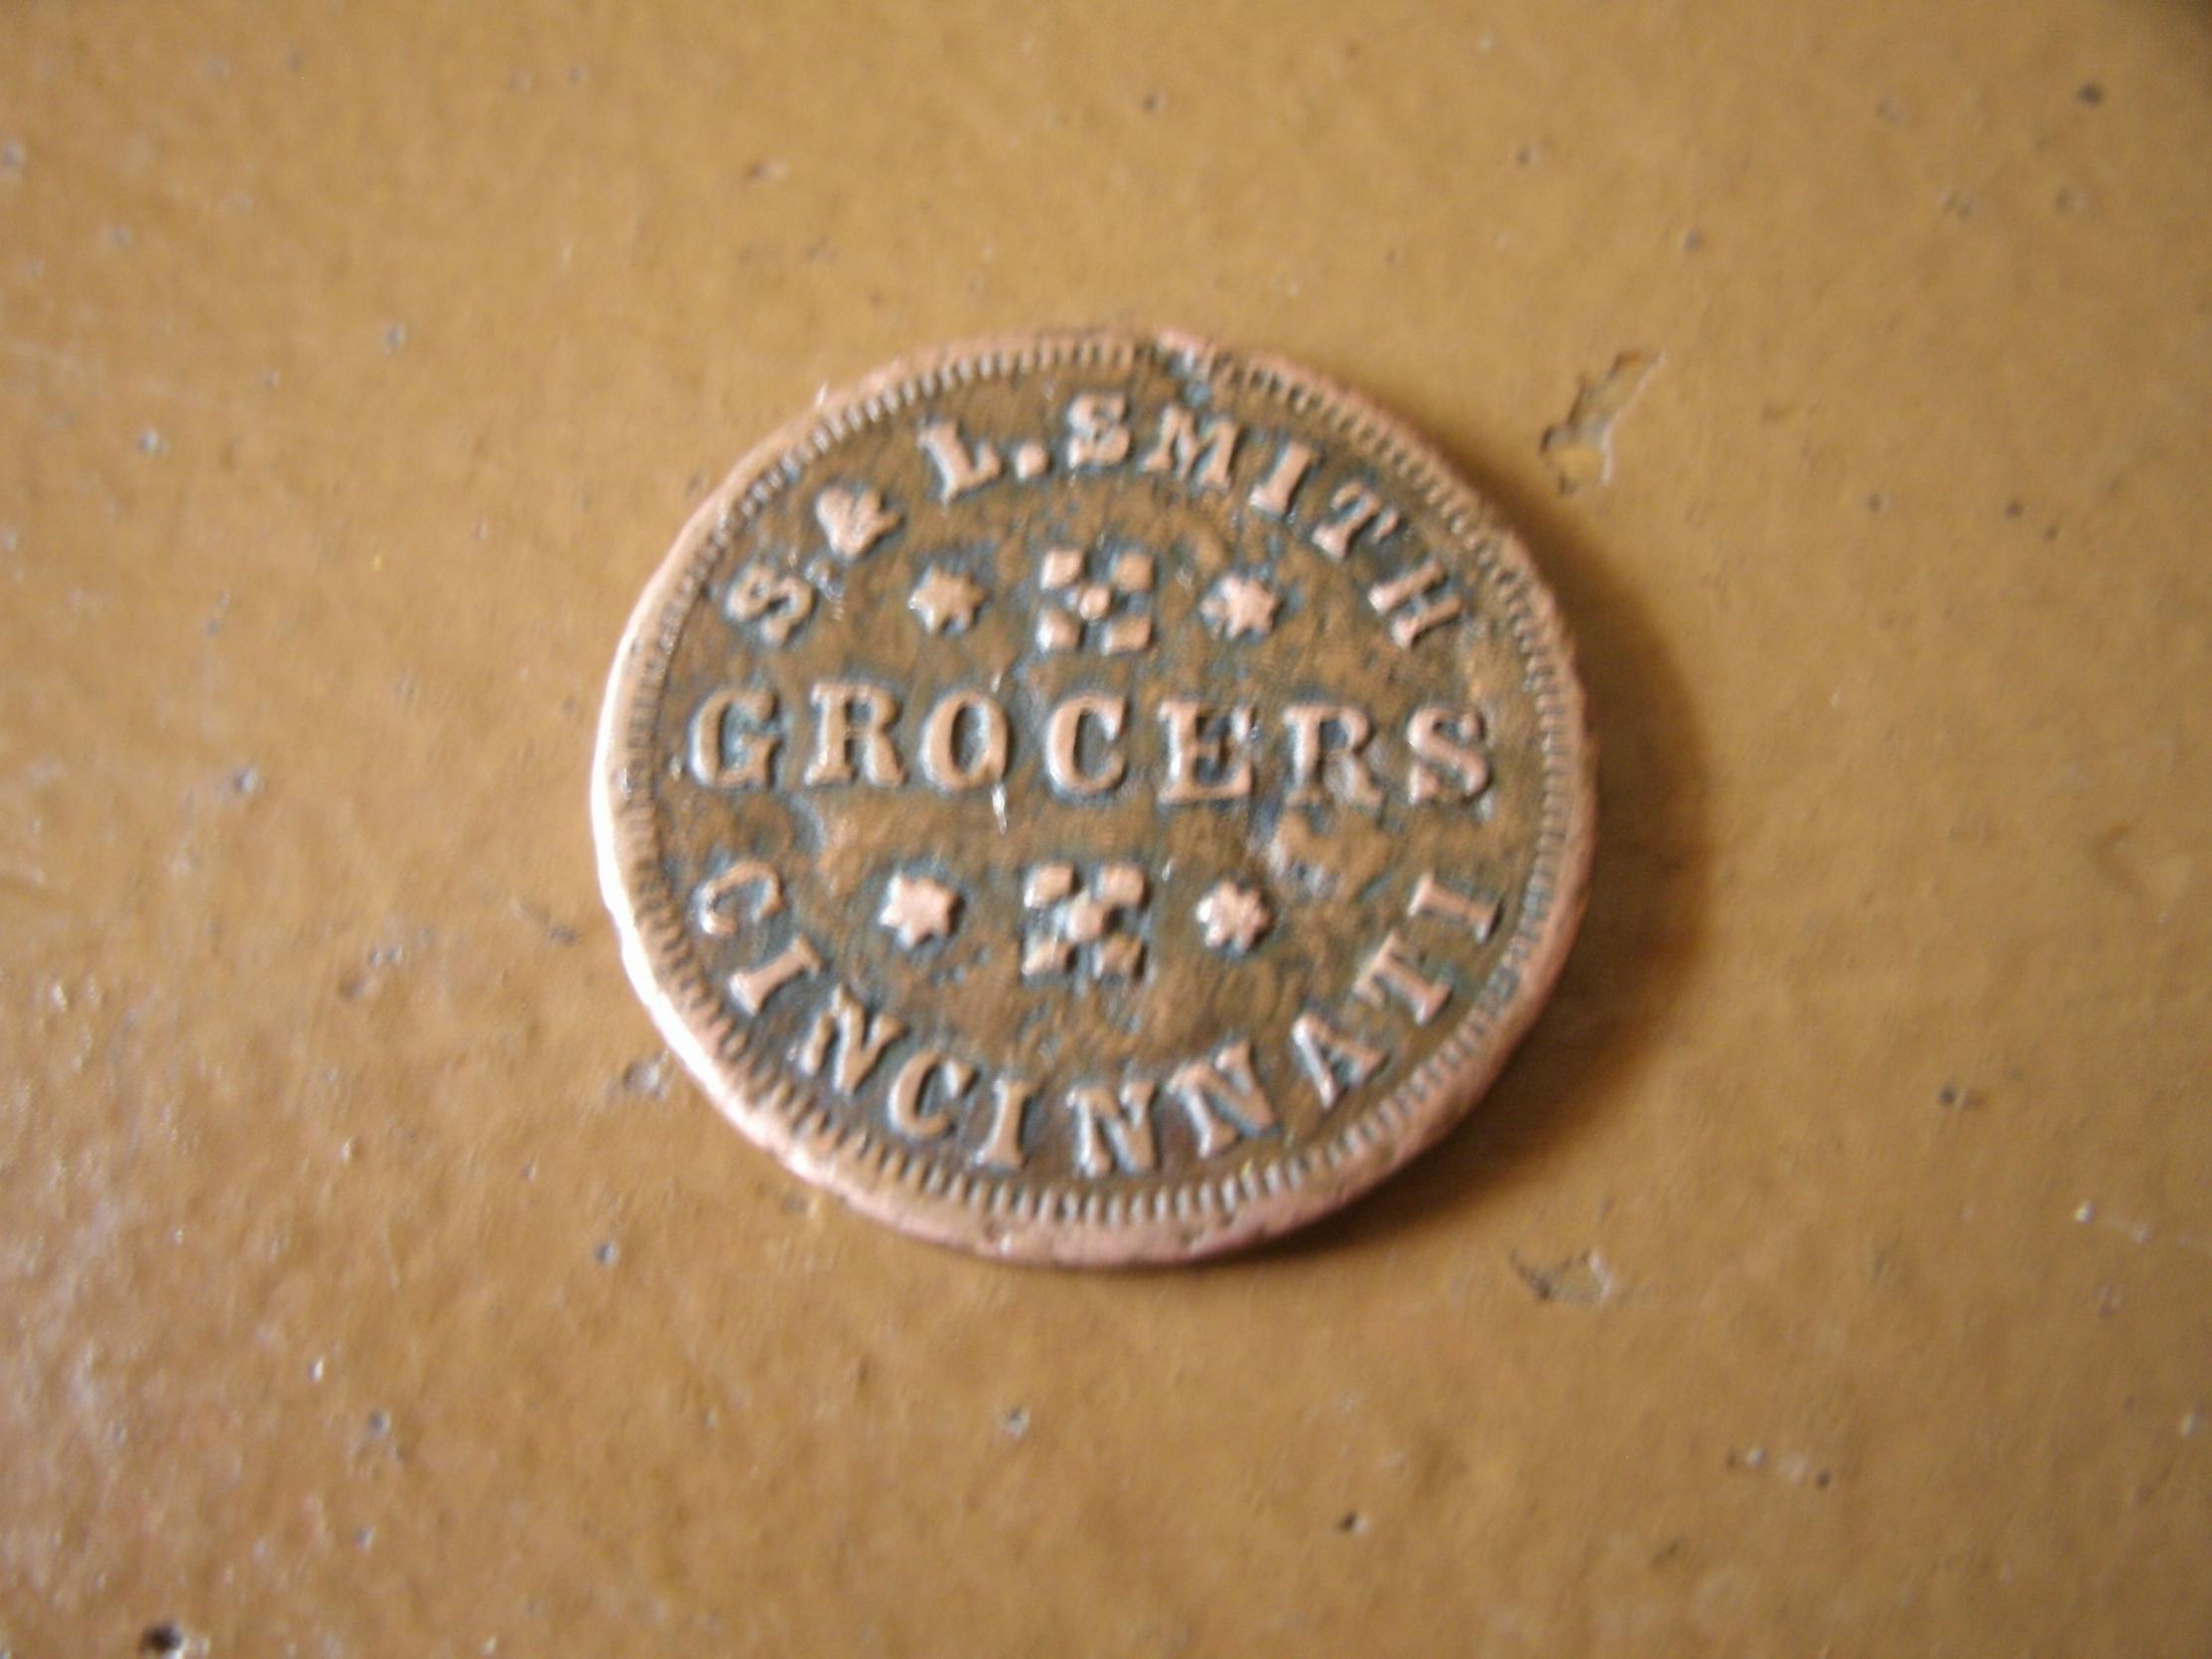 S. & L. SMITH
GROCERS
CINCINNATI